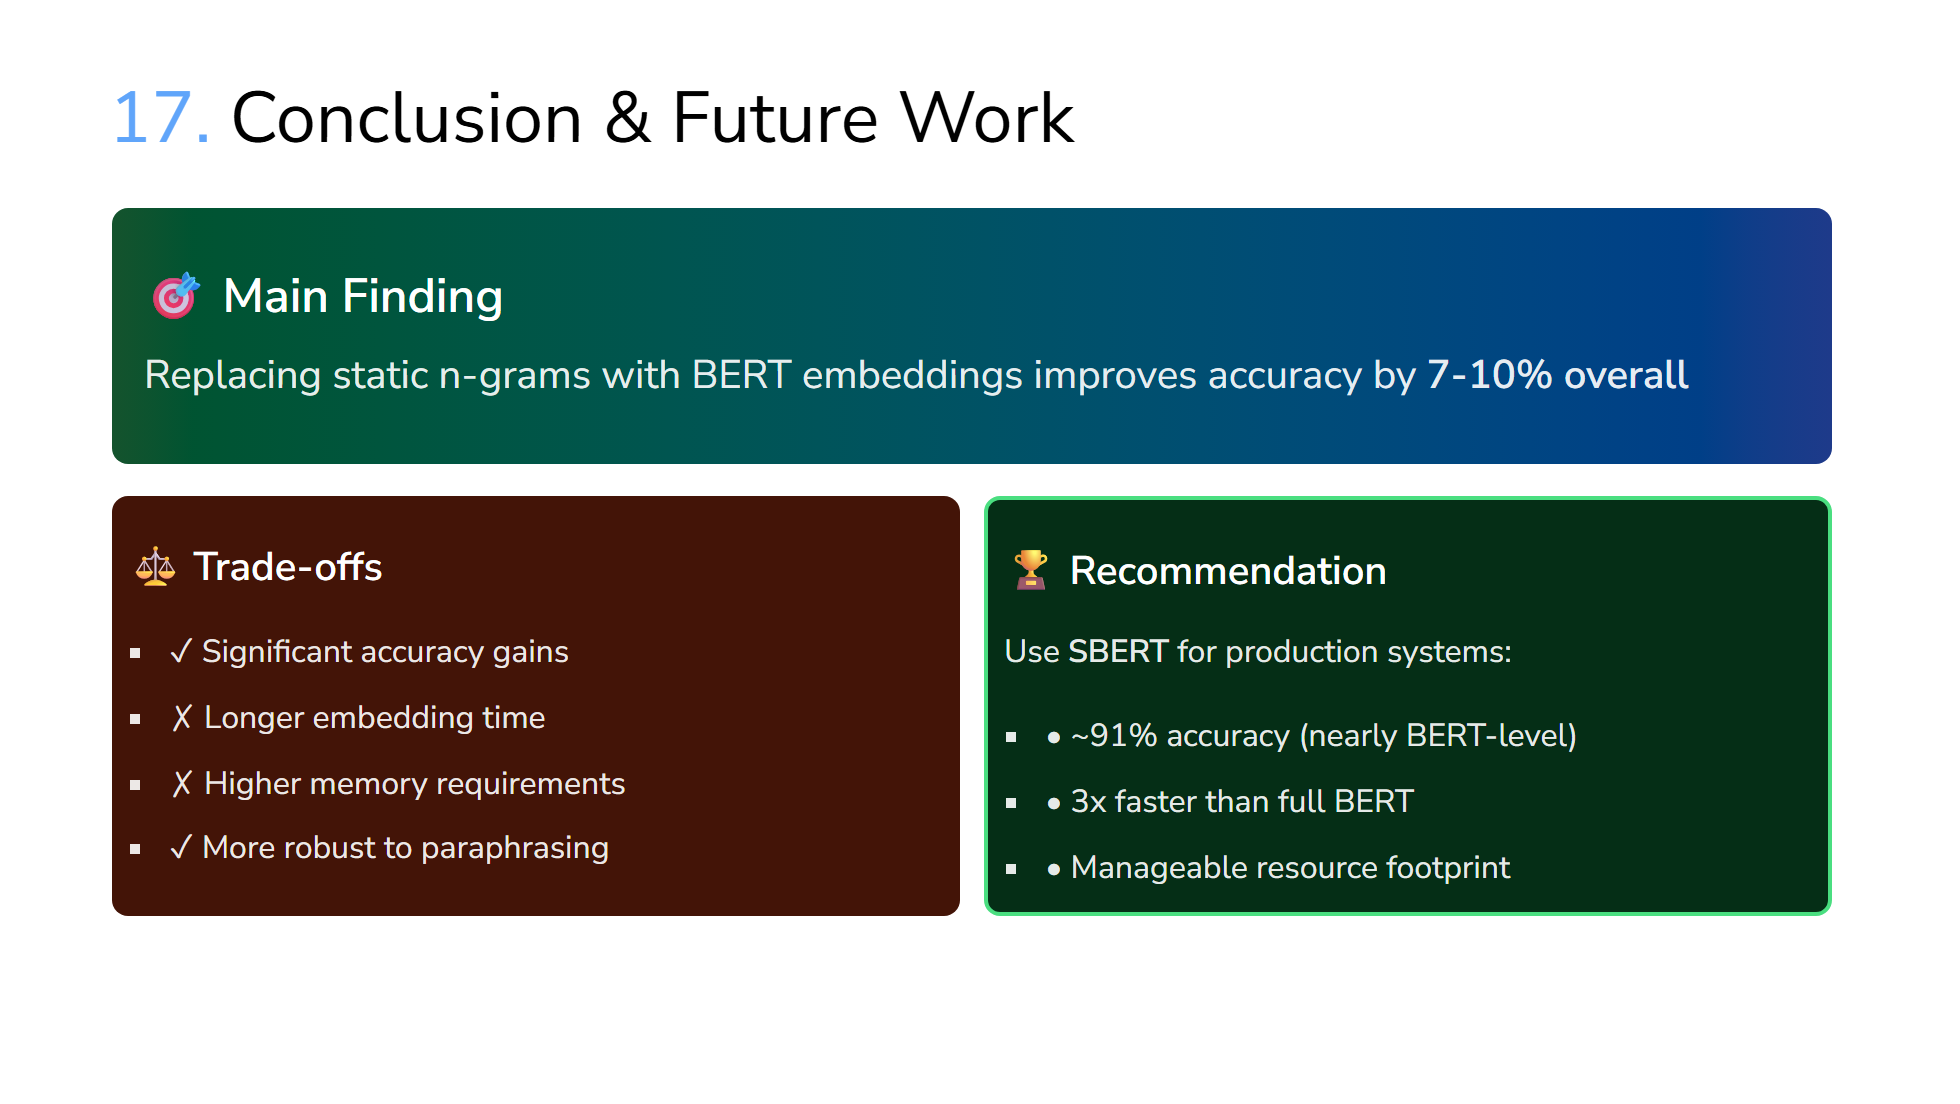 17. Conclusion & Future Work
🎯 Main Finding
Replacing static n-grams with BERT embeddings improves accuracy by 7-10% overall
⚖️ Trade-offs
▪ ✓ Significant accuracy gains
▪ ✗ Longer embedding time
▪ ✗ Higher memory requirements
▪ ✓ More robust to paraphrasing
🏆 Recommendation
Use SBERT for production systems:
▪ • ~91% accuracy (nearly BERT-level)
▪ • 3x faster than full BERT
▪ • Manageable resource footprint